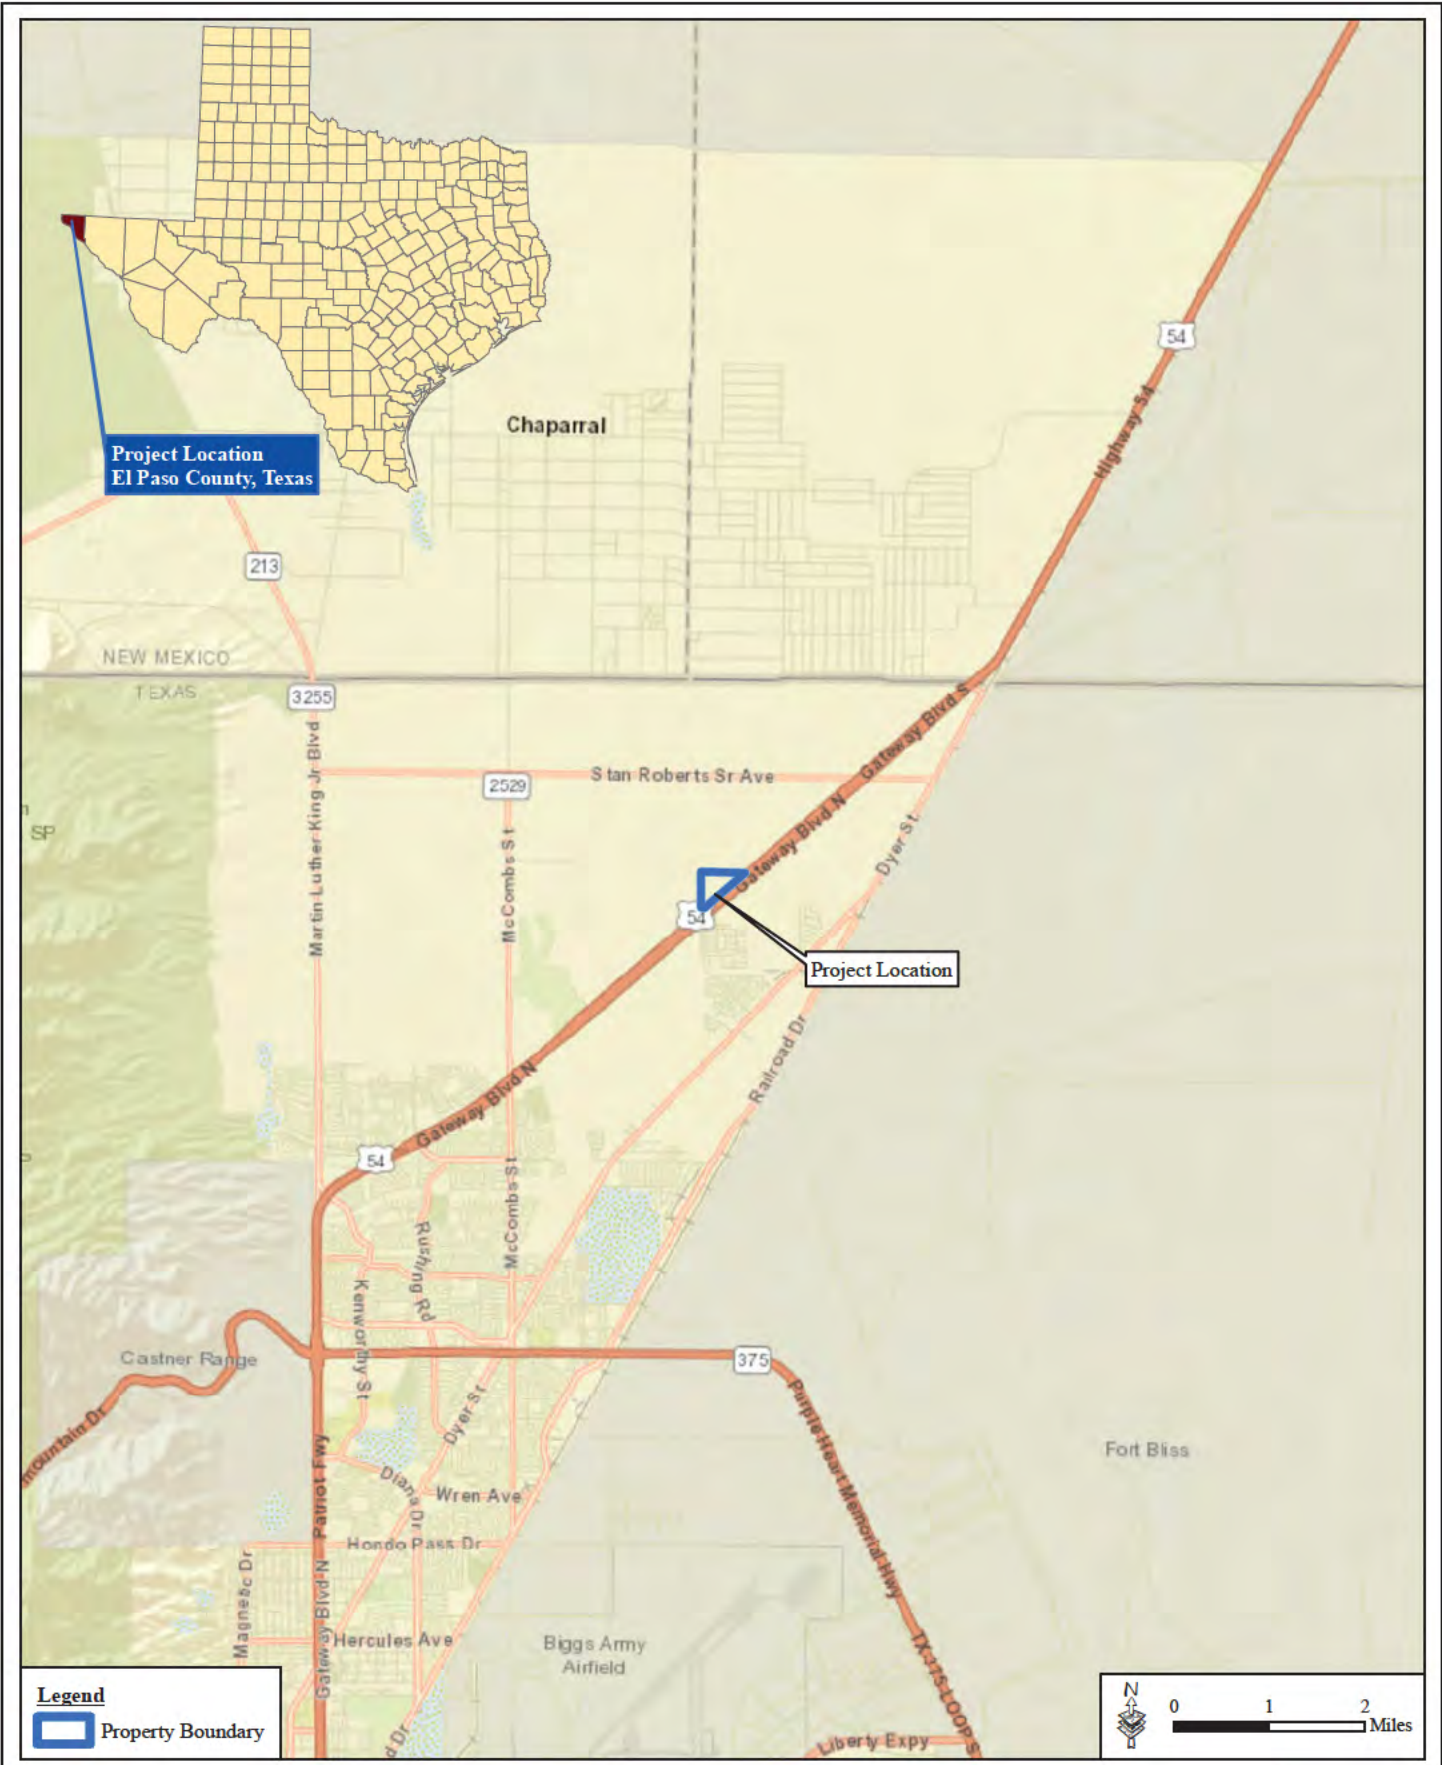 54
Highway 54
Chaparral
Project Location
El Paso County, Texas
213
NEW MEXICO
TEXAS
3255
Martin Luther King Jr Blvd
Stan Roberts Sr Ave
2529
Gateway Blvd S
Gateway Blvd N
SP
McCombs St
Dyer St
54
Project Location
Railroad Dr
Gateway Blvd N
54
McCombs St
Rushing Rd
Kenworthy St
Castner Range
375
Purple Heart Memorial Hwy
Dyer St
mountain Dr
Patriot Fwy
Fort Bliss
Diana Dr
Wren Ave
Hondo Pass Dr
Magnetic Dr
Gateway Blvd N
Hercules Ave
Biggs Army
Airfield
Liberty Expy
d Dr
Legend
Property Boundary
N
0 1 2
Miles